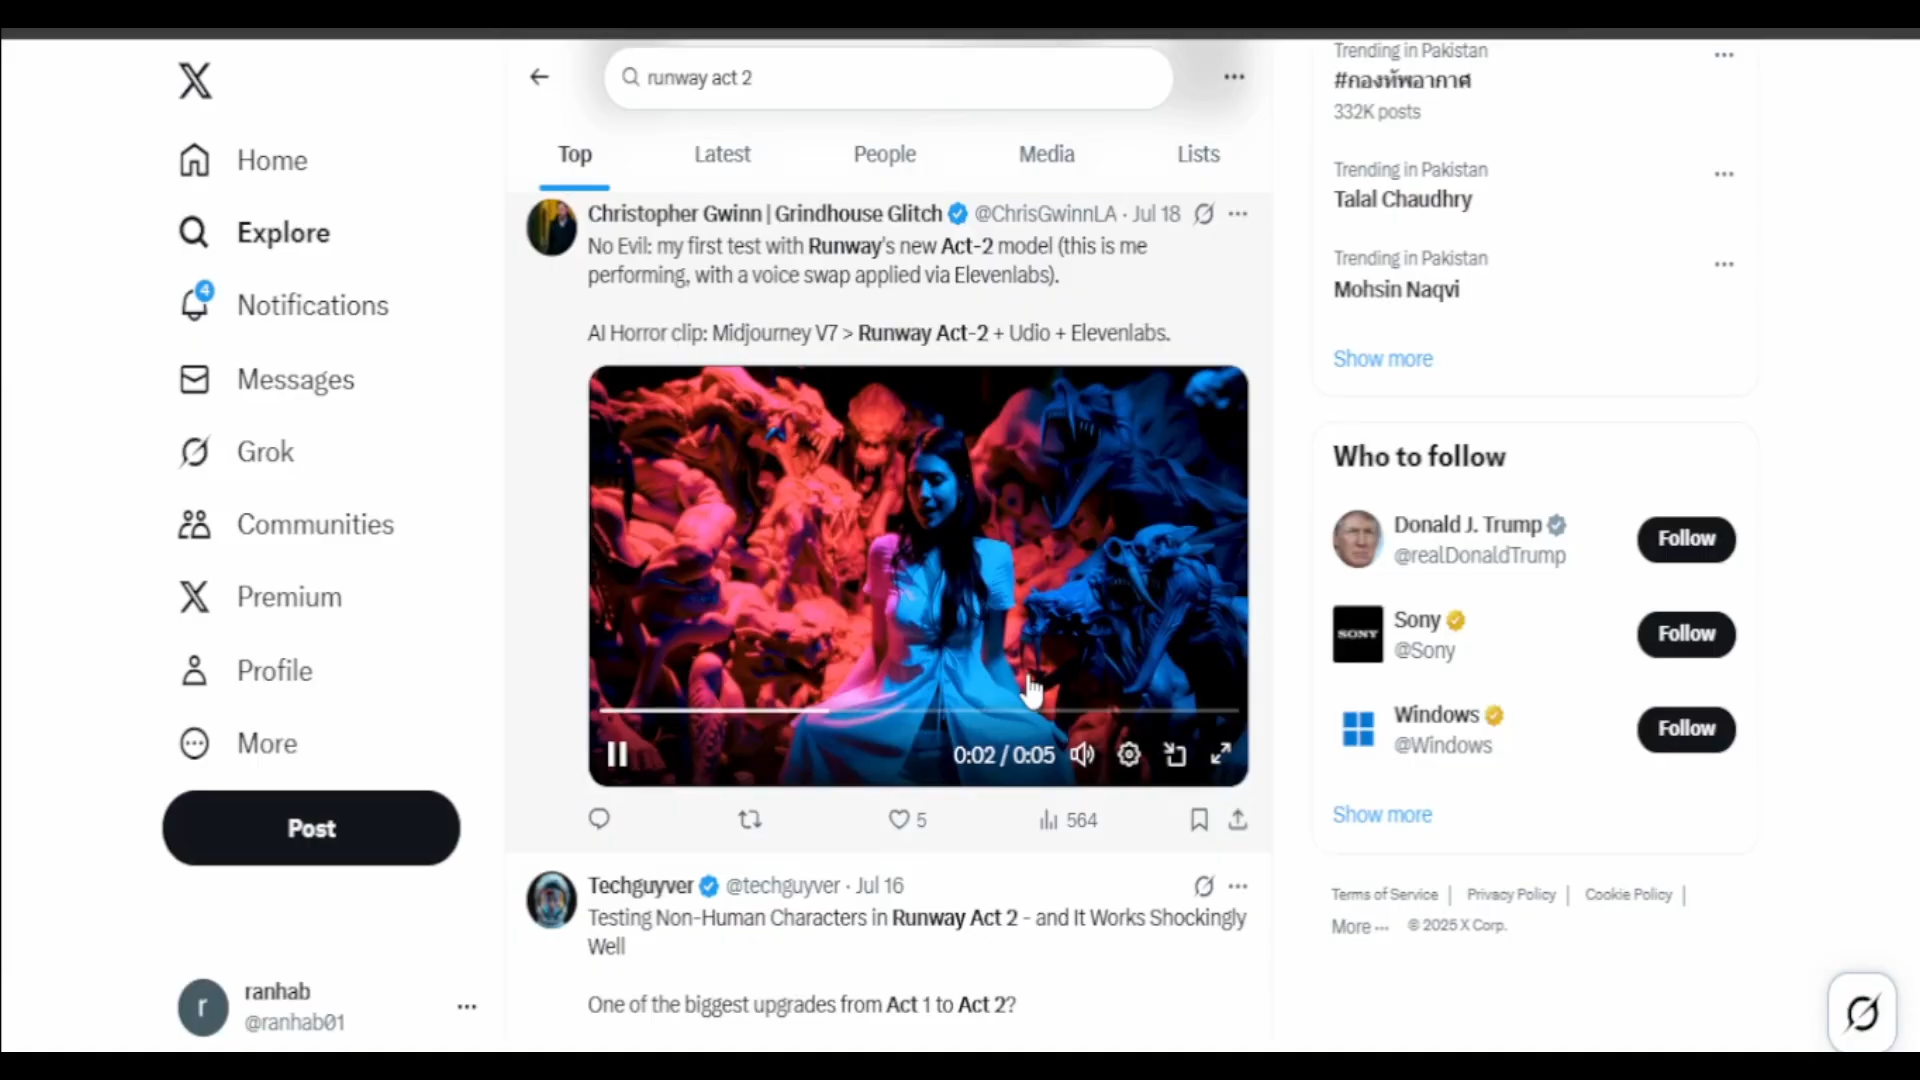 Home
Explore
4
Notifications
Messages
Grok
Communities
Premium
Profile
More
Post
r
ranhab
@ranhab01
runway act 2
Top
Latest
People
Media
Lists
Christopher Gwinn | Grindhouse Glitch @ChrisGwinnLA · Jul 18
No Evil: my first test with Runway's new Act-2 model (this is me
performing, with a voice swap applied via Elevenlabs).
AI Horror clip: Midjourney V7 > Runway Act-2 + Udio + Elevenlabs.
0:02 / 0:05
5
564
Techguyver @techguyver · Jul 16
Testing Non-Human Characters in Runway Act 2 - and It Works Shockingly
Well
One of the biggest upgrades from Act 1 to Act 2?
Trending in Pakistan
#กองทัพอากาศ
332K posts
Trending in Pakistan
Talal Chaudhry
Trending in Pakistan
Mohsin Naqvi
Show more
Who to follow
Donald J. Trump
@realDonaldTrump
Follow
SONY
Sony
@Sony
Follow
Windows
@Windows
Follow
Show more
Terms of Service | Privacy Policy | Cookie Policy |
More ··· © 2025 X Corp.